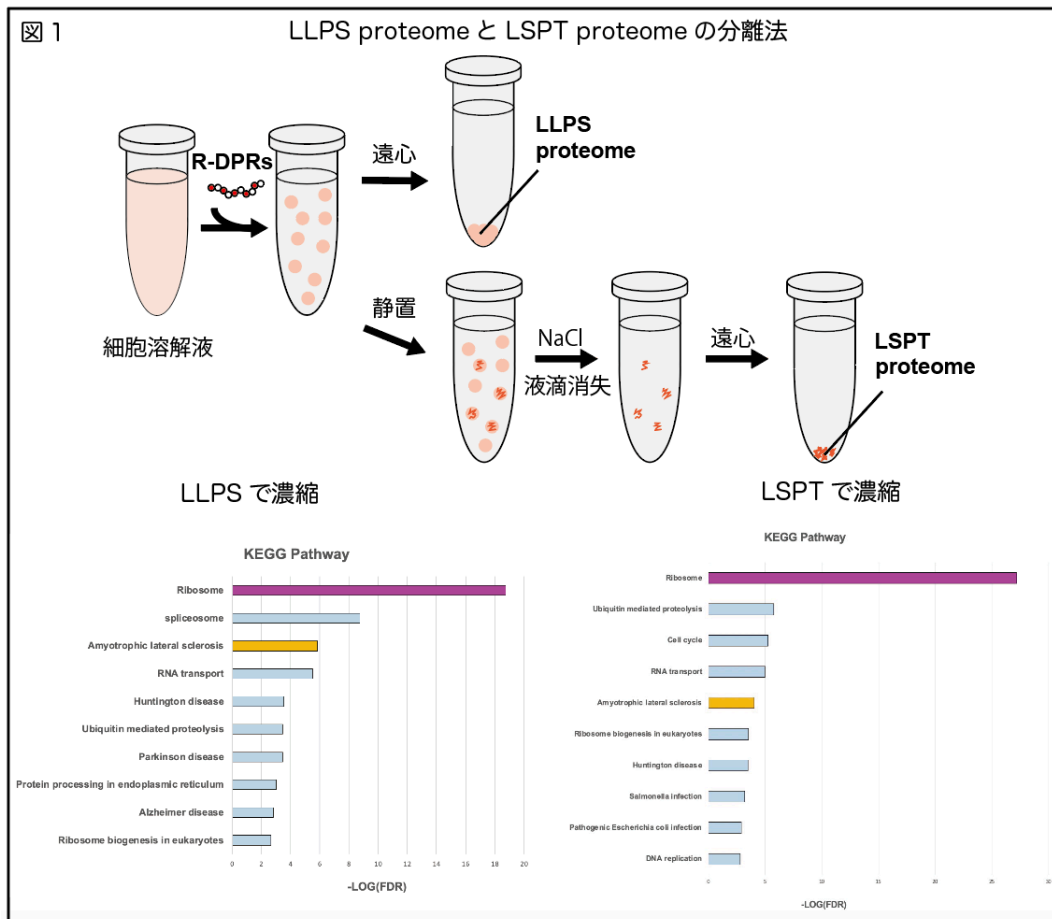 図1
LLPS proteome と LSPT proteome の分離法
R-DPRs
遠心
LLPS
proteome
細胞溶解液
静置
NaCl
液滴消失
遠心
LSPT
proteome
LLPS で濃縮
KEGG Pathway
Ribosome
spliceosome
Amyotrophic lateral sclerosis
RNA transport
Huntington disease
Ubiquitin mediated proteolysis
Parkinson disease
Protein processing in endoplasmic reticulum
Alzheimer disease
Ribosome biogenesis in eukaryotes
0 2 4 6 8 10 12 14 16 18 20
-LOG(FDR)
LSPT で濃縮
KEGG Pathway
Ribosome
Ubiquitin mediated proteolysis
Cell cycle
RNA transport
Amyotrophic lateral sclerosis
Ribosome biogenesis in eukaryotes
Huntington disease
Salmonella infection
Pathogenic Escherichia coli infection
DNA replication
0 5 10 15 20 25 30
-LOG(FDR)